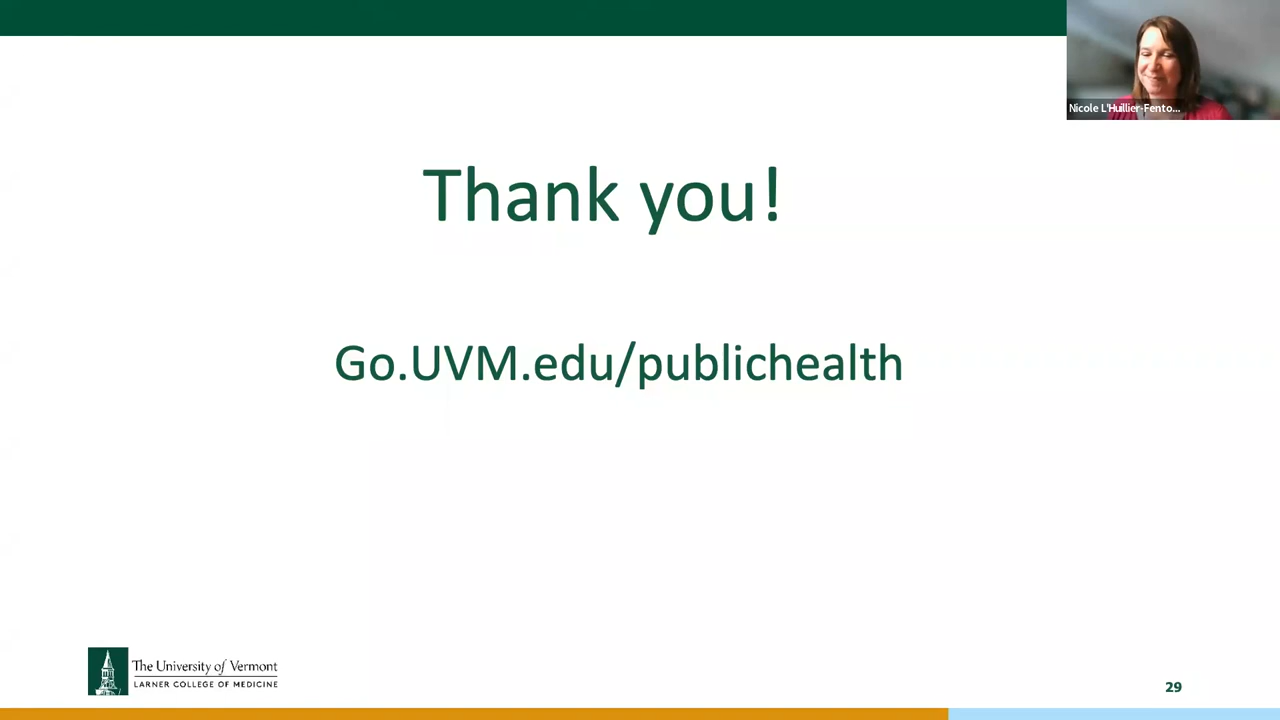 Nicole L'Huillier-Fento...
Thank you!
Go.UVM.edu/publichealth
The University of Vermont
LARNER COLLEGE OF MEDICINE
29